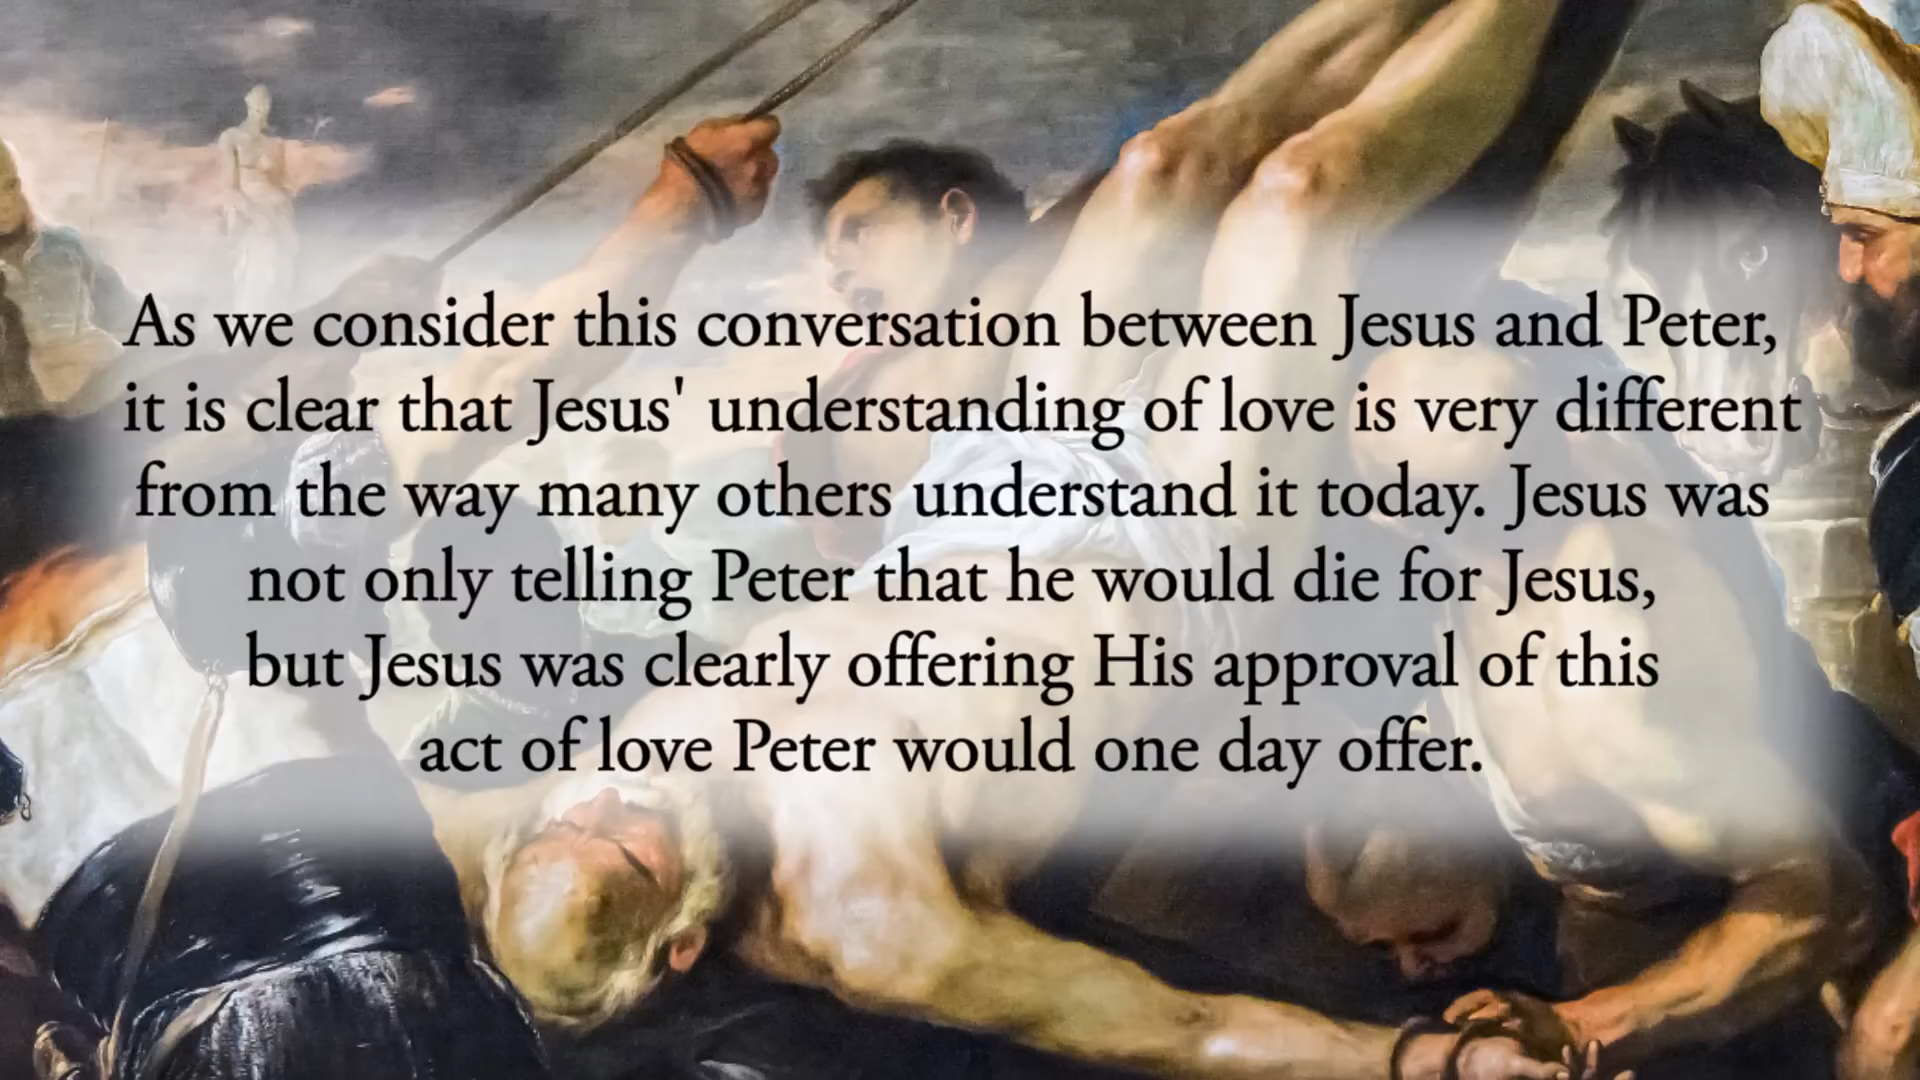 As we consider this conversation between Jesus and Peter,
it is clear that Jesus' understanding of love is very different
from the way many others understand it today. Jesus was
not only telling Peter that he would die for Jesus,
but Jesus was clearly offering His approval of this
act of love Peter would one day offer.